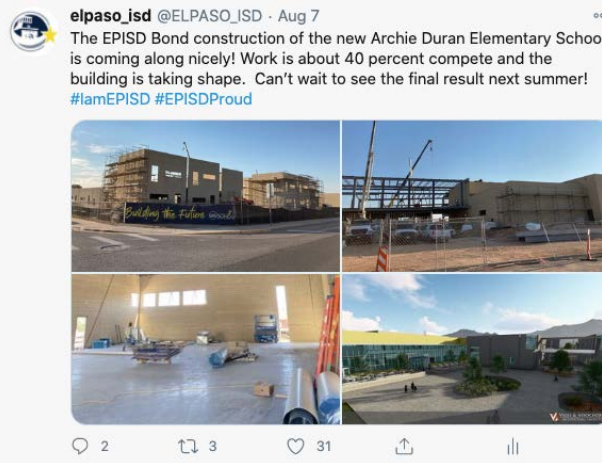 elpaso_isd @ELPASO_ISD · Aug 7
The EPISD Bond construction of the new Archie Duran Elementary Schoo
is coming along nicely! Work is about 40 percent compete and the
building is taking shape. Can't wait to see the final result next summer!
#IamEPISD #EPISDProud
Building the Future
2 3 31